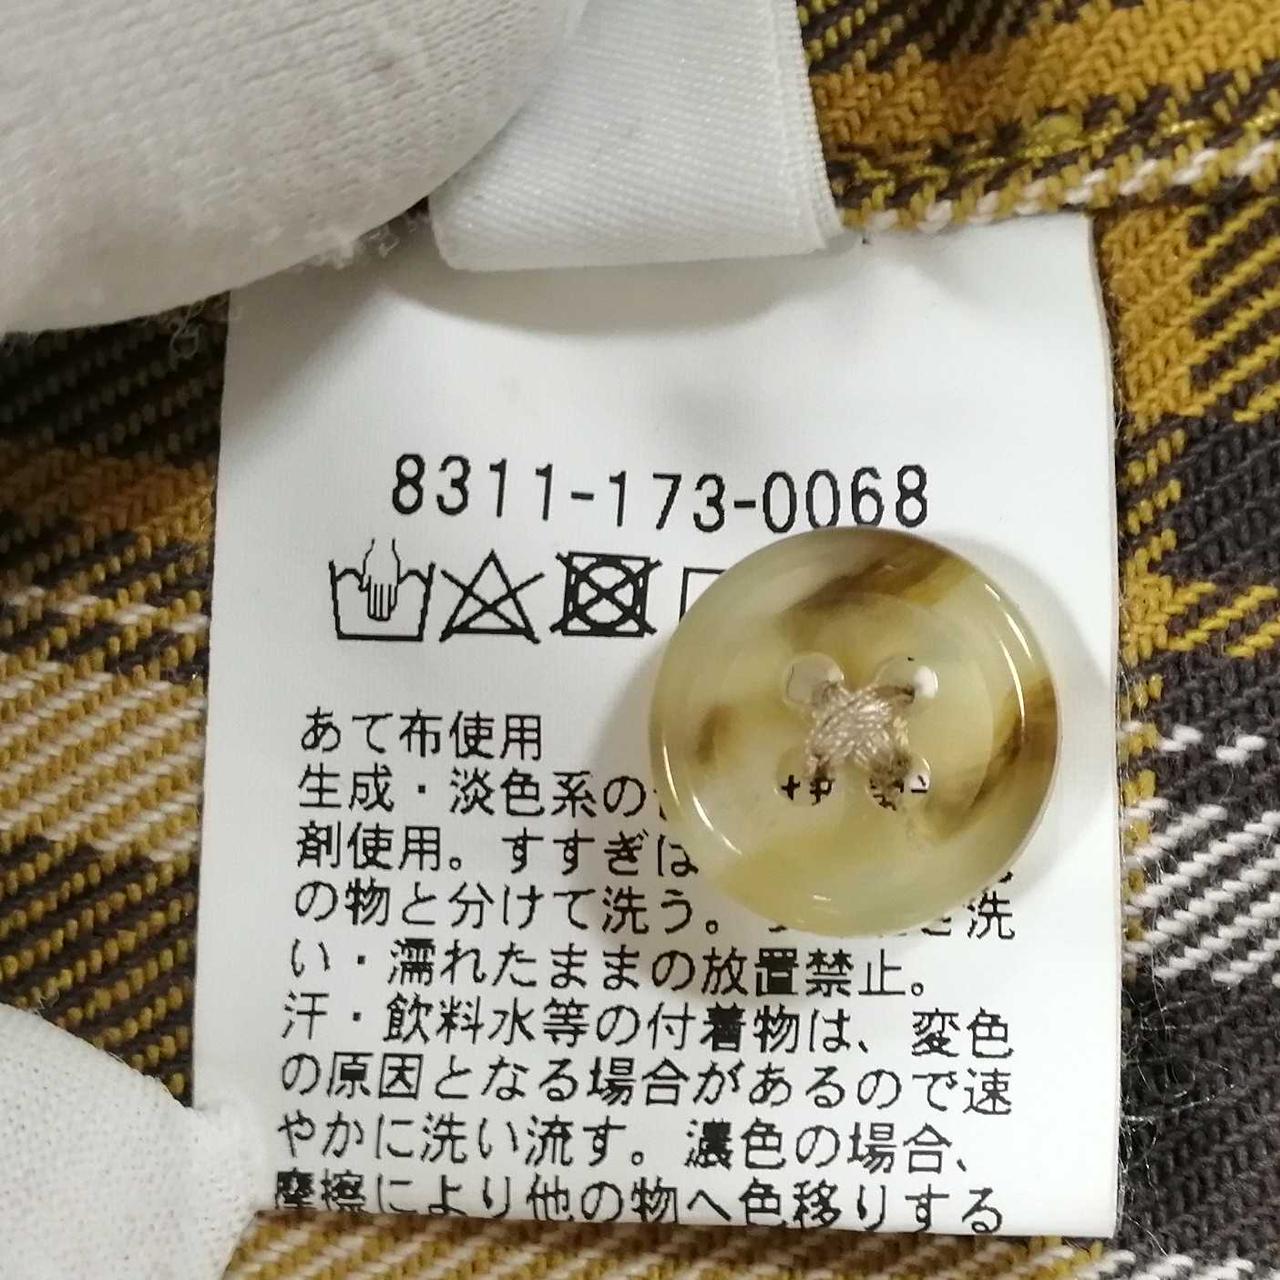 8311-173-0068
あて布使用
生成・淡色系の
剤使用。すすぎは
の物と分けて洗う。 洗
い・濡れたままの放置禁止。
汗・飲料水等の付着物は、変色
の原因となる場合があるので速
やかに洗い流す。濃色の場合、
摩擦により他の物へ色移りする